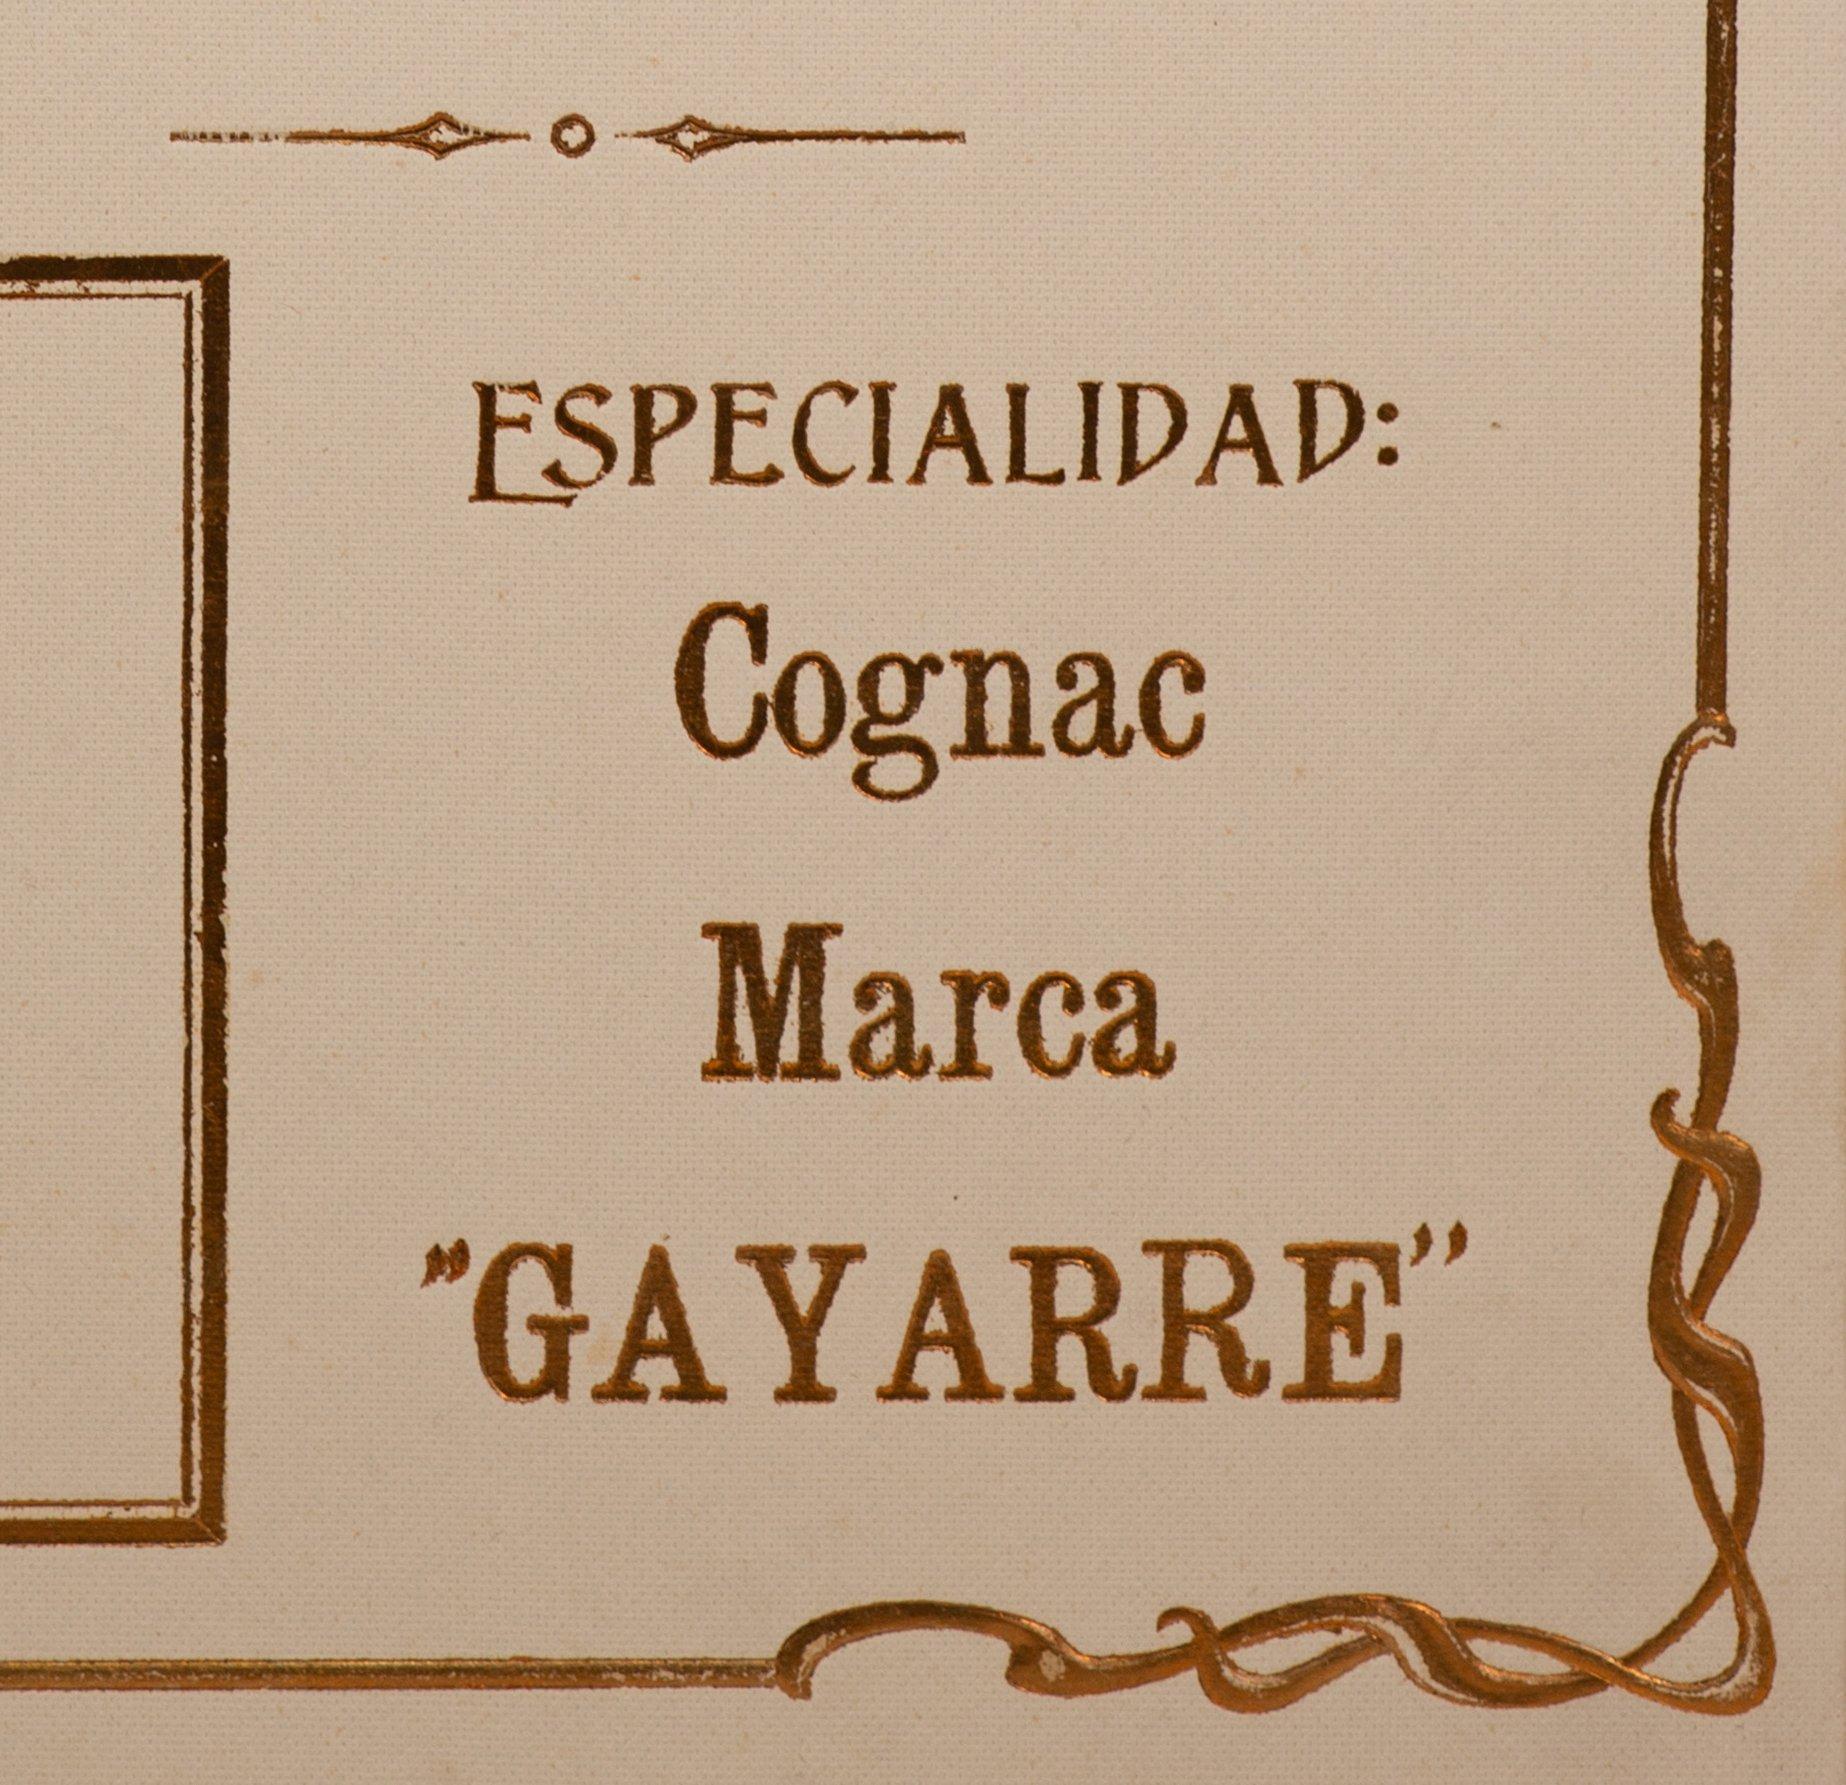 ESPECIALIDAD:
Cognac
Marca
"GAYARRE"